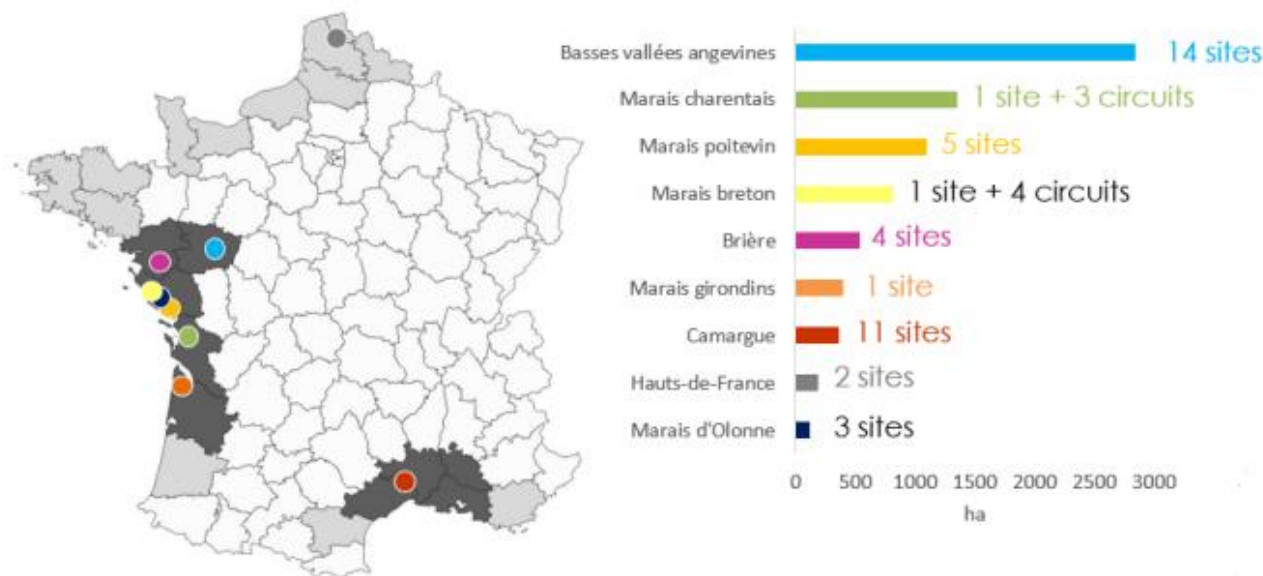 Basses vallées angevines 14 sites
Marais charentais 1 site + 3 circuits
Marais poitevin 5 sites
Marais breton 1 site + 4 circuits
Brière 4 sites
Marais girondins 1 site
Camargue 11 sites
Hauts-de-France 2 sites
Marais d'Olonne 3 sites
0 500 1000 1500 2000 2500 3000
ha